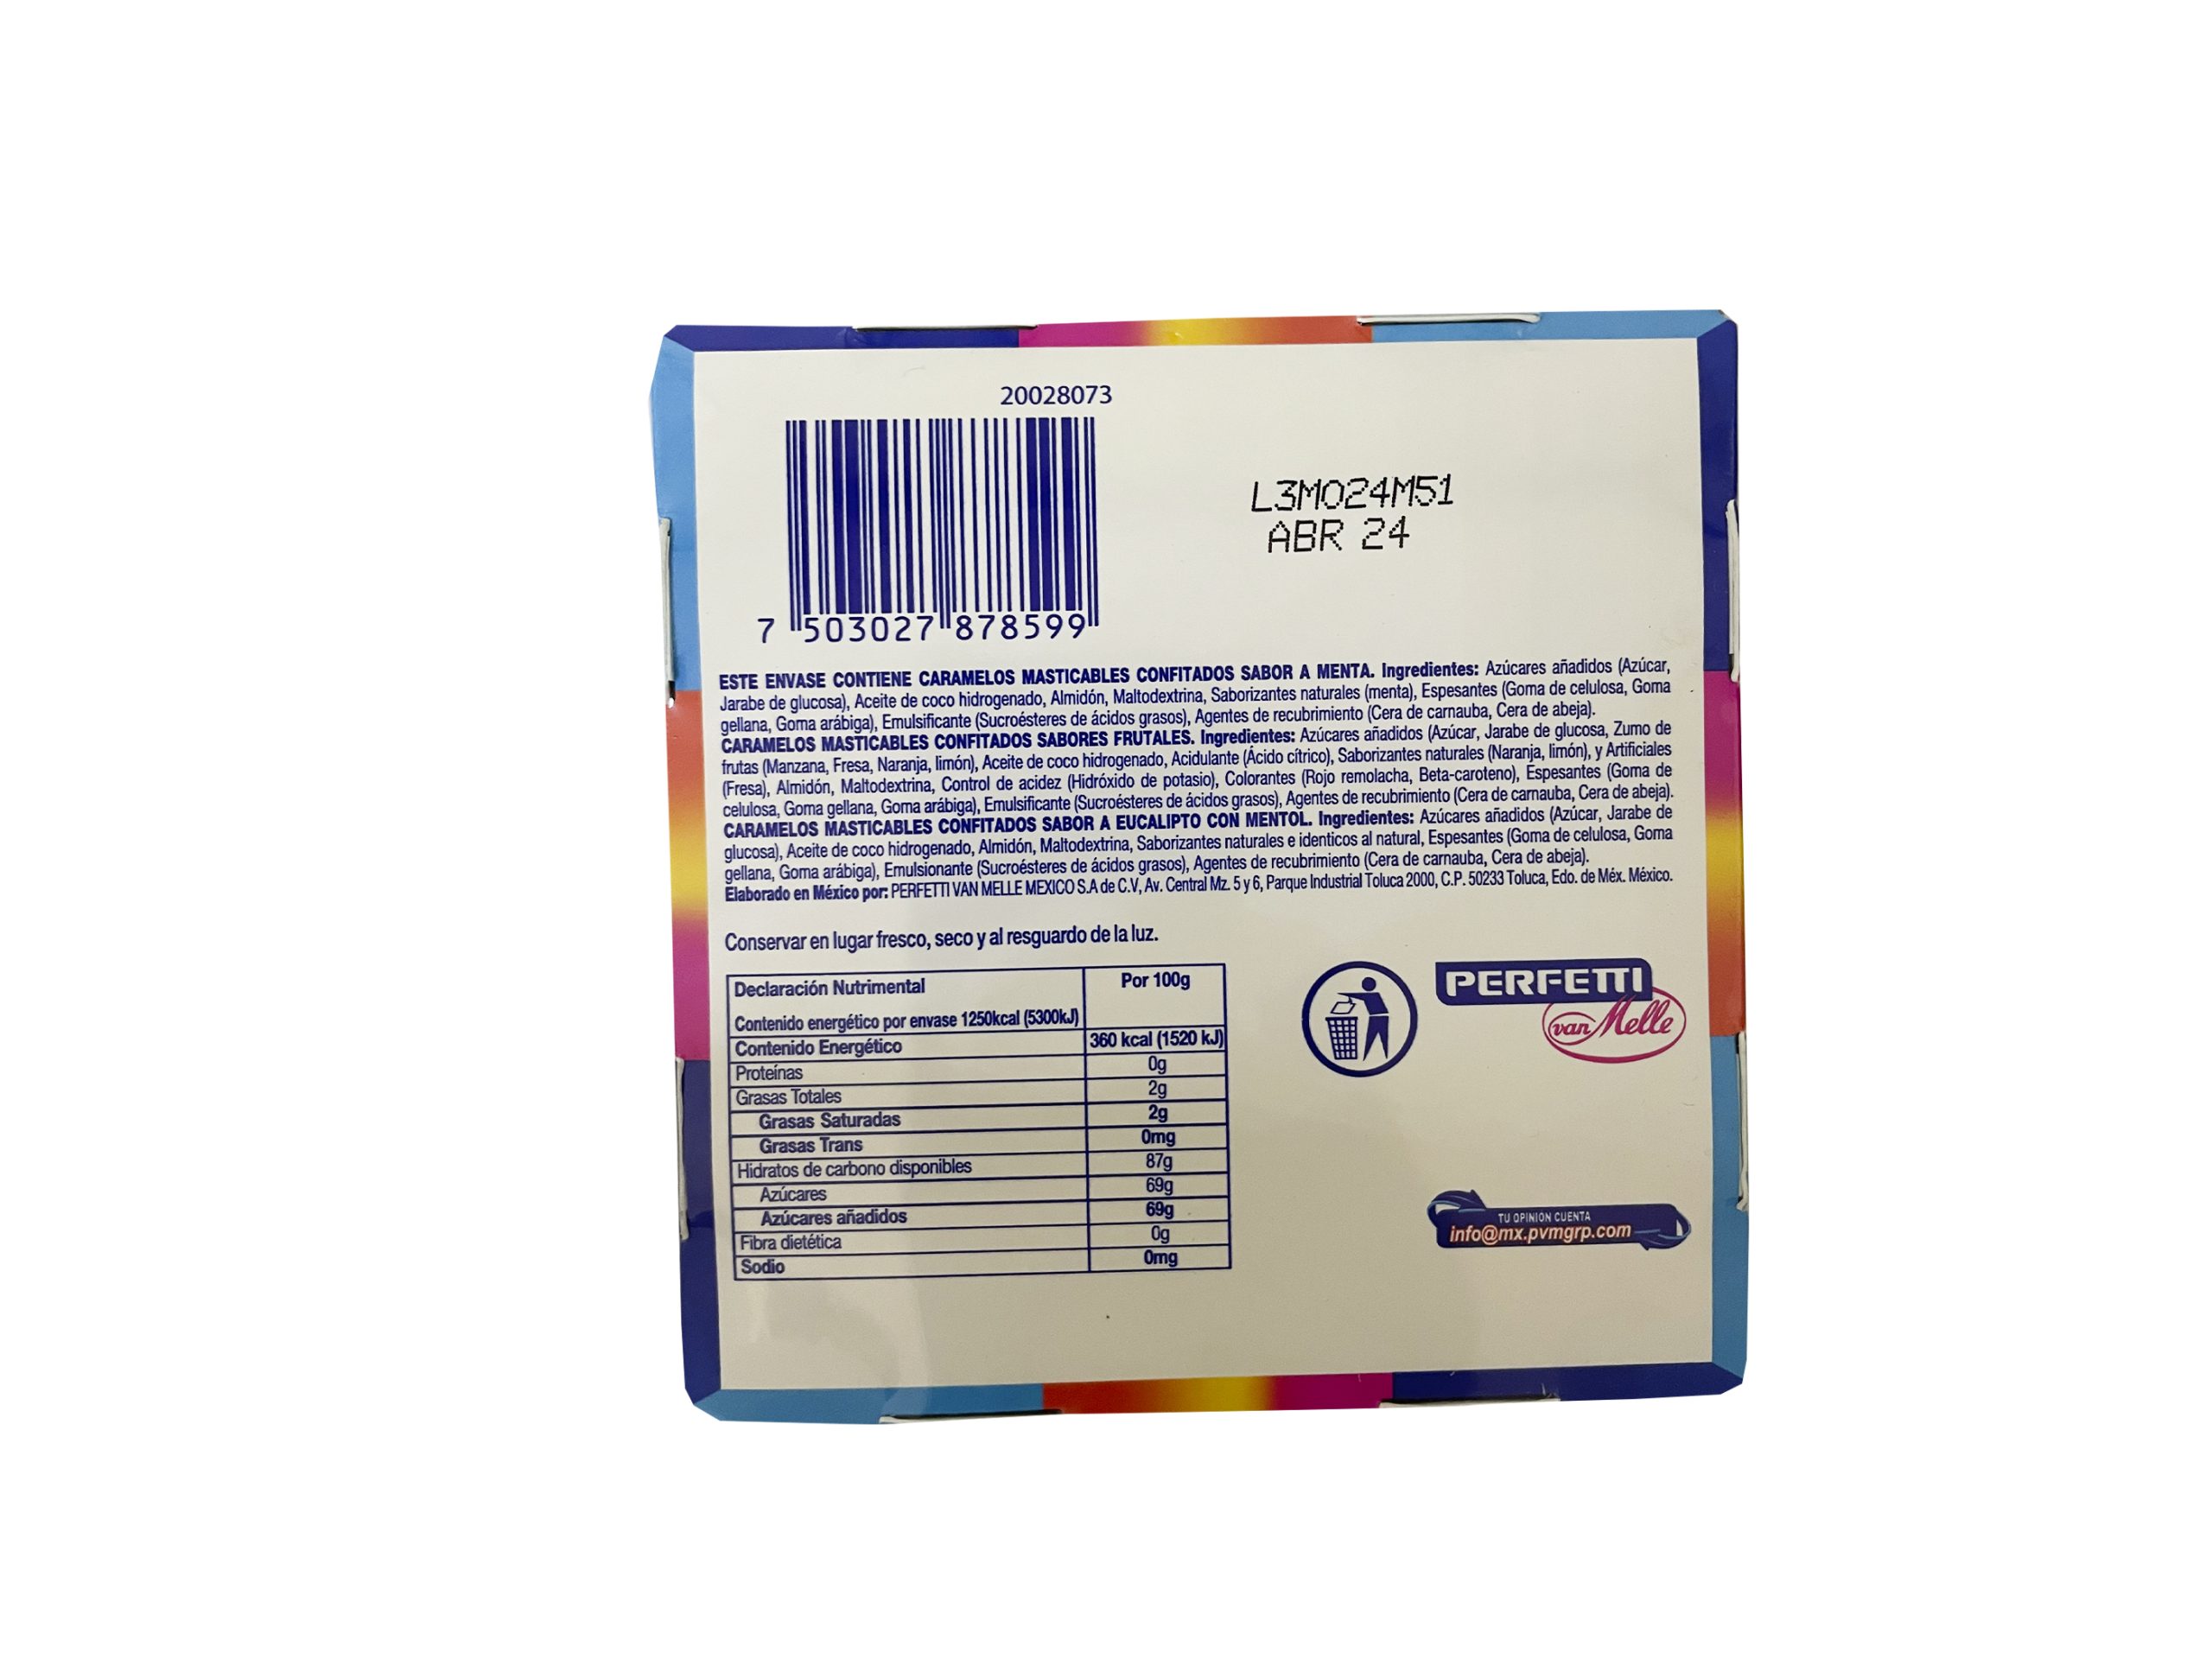 20028073
7 503027 878599
L3M024M51
ABR 24
ESTE ENVASE CONTIENE CARAMELOS MASTICABLES CONFITADOS SABOR A MENTA. Ingredientes: Azúcares añadidos (Azúcar,
Jarabe de glucosa), Aceite de coco hidrogenado, Almidón, Maltodextrina, Saborizantes naturales (menta), Espesantes (Goma de celulosa, Goma
gellana, Goma arábiga), Emulsificante (Sucroésteres de ácidos grasos), Agentes de recubrimiento (Cera de carnauba, Cera de abeja).
CARAMELOS MASTICABLES CONFITADOS SABORES FRUTALES. Ingredientes: Azúcares añadidos (Azúcar, Jarabe de glucosa, Zumo de
frutas (Manzana, Fresa, Naranja, limón), Aceite de coco hidrogenado, Acidulante (Ácido cítrico), Saborizantes naturales (Naranja, limón), y Artificiales
(Fresa), Almidón, Maltodextrina, Control de acidez (Hidróxido de potasio), Colorantes (Rojo remolacha, Beta-caroteno), Espesantes (Goma de
celulosa, Goma gellana, Goma arábiga), Emulsificante (Sucroésteres de ácidos grasos), Agentes de recubrimiento (Cera de carnauba, Cera de abeja).
CARAMELOS MASTICABLES CONFITADOS SABOR A EUCALIPTO CON MENTOL. Ingredientes: Azúcares añadidos (Azúcar, Jarabe de
glucosa), Aceite de coco hidrogenado, Almidón, Maltodextrina, Saborizantes naturales e identicos al natural, Espesantes (Goma de celulosa, Goma
gellana, Goma arábiga), Emulsionante (Sucroésteres de ácidos grasos), Agentes de recubrimiento (Cera de carnauba, Cera de abeja).
Elaborado en México por: PERFETTI VAN MELLE MEXICO S.A de C.V, Av. Central Mz. 5 y 6, Parque Industrial Toluca 2000, C.P. 50233 Toluca, Edo. de Méx. México.
Conservar en lugar fresco, seco y al resguardo de la luz.
Declaración Nutrimental Por 100g
Contenido energético por envase 1250kcal (5300kJ)
Contenido Energético 360 kcal (1520 kJ)
Proteínas 0g
Grasas Totales 2g
Grasas Saturadas 2g
Grasas Trans 0mg
Hidratos de carbono disponibles 87g
Azúcares 69g
Azúcares añadidos 69g
Fibra dietética 0g
Sodio 0mg
PERFETTI
van Melle
TU OPINION CUENTA
info@mx.pvmgrp.com